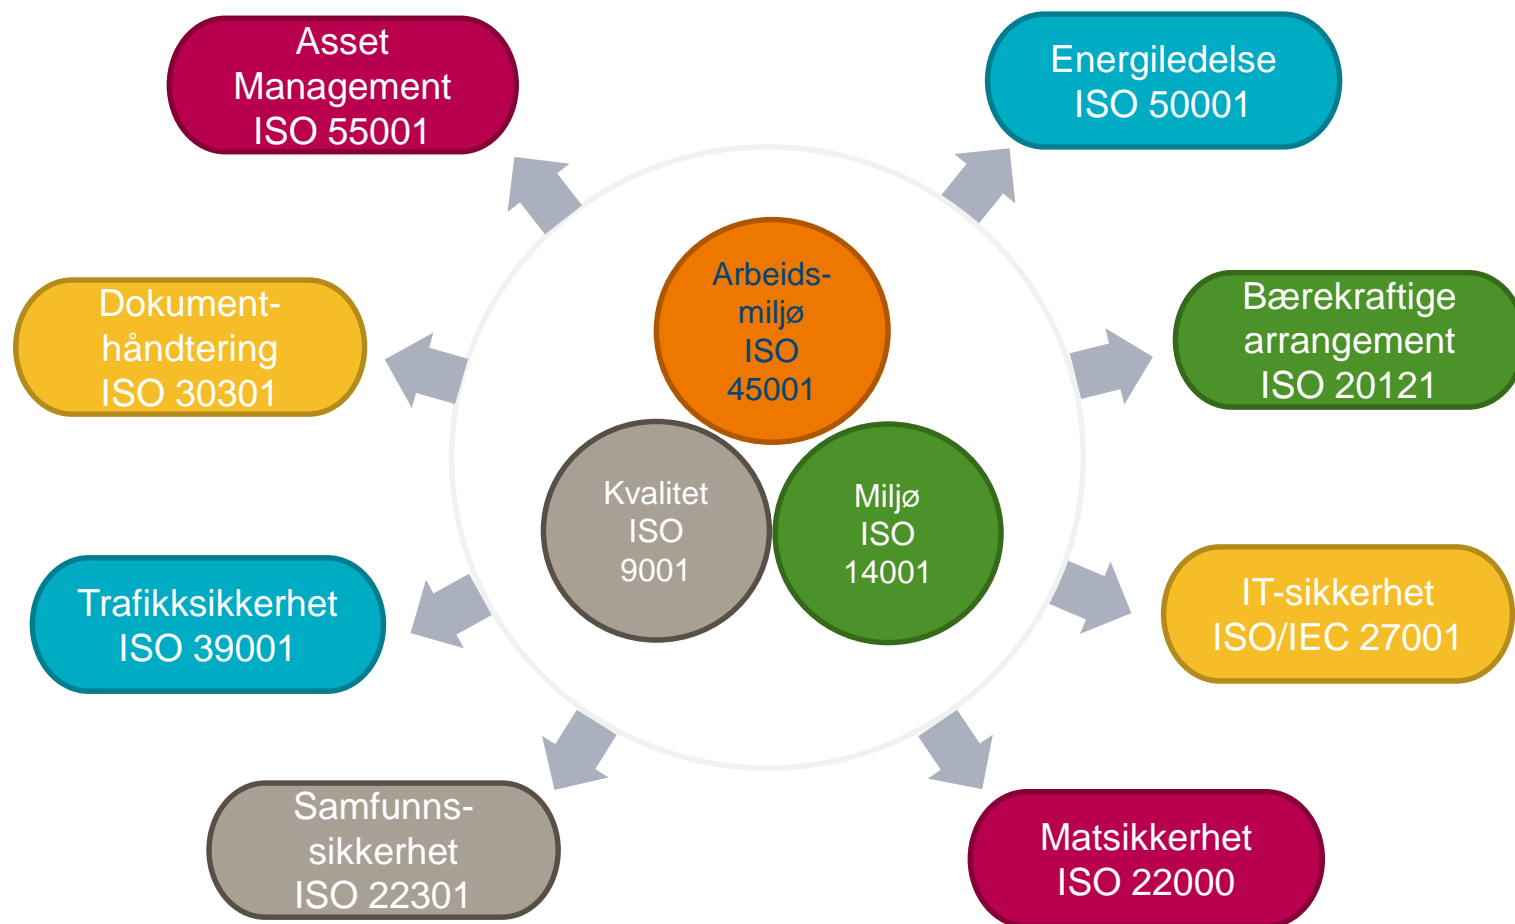 Asset
Management
ISO 55001
Energiledelse
ISO 50001
Arbeids-
miljø
ISO
45001
Dokument-
håndtering
ISO 30301
Bærekraftige
arrangement
ISO 20121
Kvalitet
ISO
9001
Miljø
ISO
14001
Trafikksikkerhet
ISO 39001
IT-sikkerhet
ISO/IEC 27001
Samfunns-
sikkerhet
ISO 22301
Matsikkerhet
ISO 22000